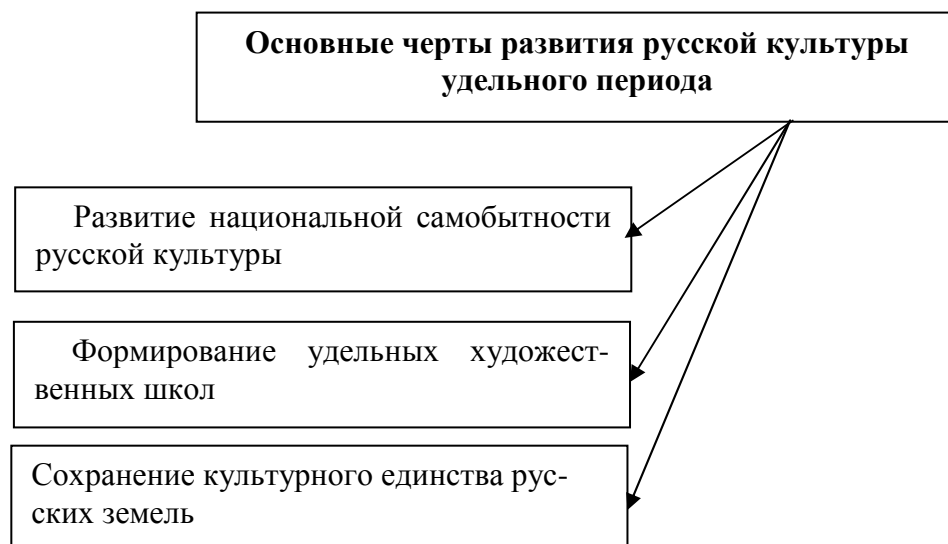 Основные черты развития русской культуры
удельного периода
Развитие национальной самобытности
русской культуры
Формирование удельных художест-
венных школ
Сохранение культурного единства рус-
ских земель